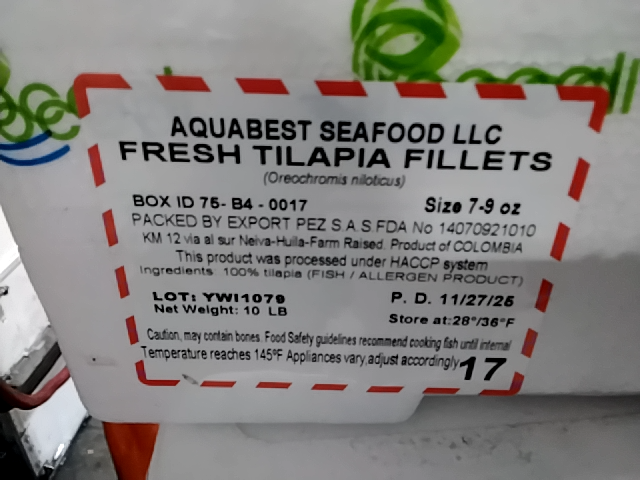 AQUABEST SEAFOOD LLC
FRESH TILAPIA FILLETS
(Oreochromis niloticus)
BOX ID 75- B4 - 0017 Size 7-9 oz
PACKED BY EXPORT PEZ S.A.S.FDA No 14070921010
KM 12 via al sur Neiva-Huila-Farm Raised. Product of COLOMBIA
This product was processed under HACCP system
Ingredients: 100% tilapia (FISH / ALLERGEN PRODUCT)
LOT: YWI1079 P. D. 11/27/25
Net Weight: 10 LB Store at:28°/36°F
Caution, may contain bones. Food Safety guidelines recommend cooking fish until internal
Temperature reaches 145ºF Appliances vary,adjust accordingly 17